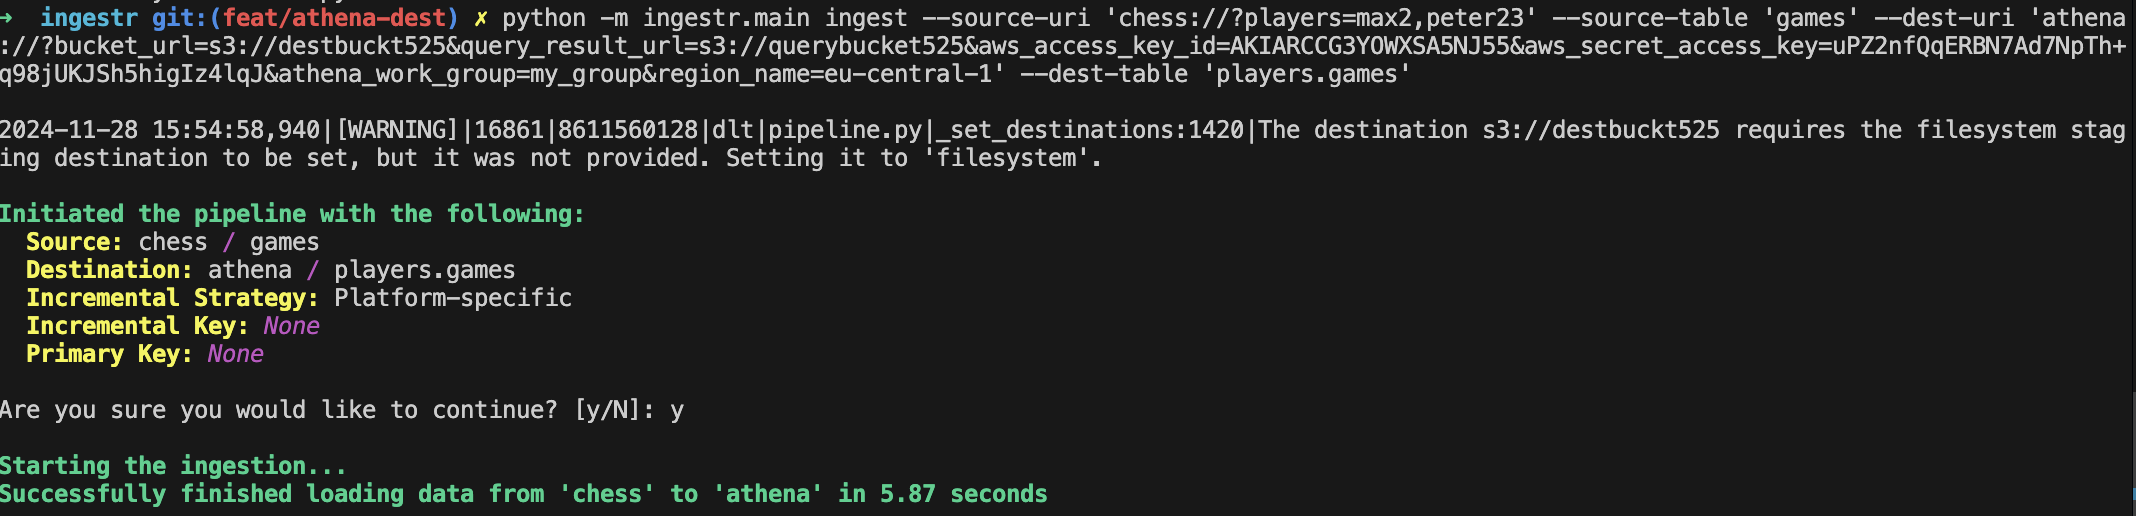 ➜ ingestr git:(feat/athena-dest) ✗ python -m ingestr.main ingest --source-uri 'chess://?players=max2,peter23' --source-table 'games' --dest-uri 'athena
://?bucket_url=s3://destbuckt525&query_result_url=s3://querybucket525&aws_access_key_id=AKIARCCG3YOWXSA5NJ55&aws_secret_access_key=uPZ2nfQqERBN7Ad7NpTh+
q98jUKJSh5higIz4lqJ&athena_work_group=my_group&region_name=eu-central-1' --dest-table 'players.games'
2024-11-28 15:54:58,940|[WARNING]|16861|8611560128|dlt|pipeline.py|_set_destinations:1420|The destination s3://destbuckt525 requires the filesystem stag
ing destination to be set, but it was not provided. Setting it to 'filesystem'.
Initiated the pipeline with the following:
Source: chess / games
Destination: athena / players.games
Incremental Strategy: Platform-specific
Incremental Key: None
Primary Key: None
Are you sure you would like to continue? [y/N]: y
Starting the ingestion...
Successfully finished loading data from 'chess' to 'athena' in 5.87 seconds